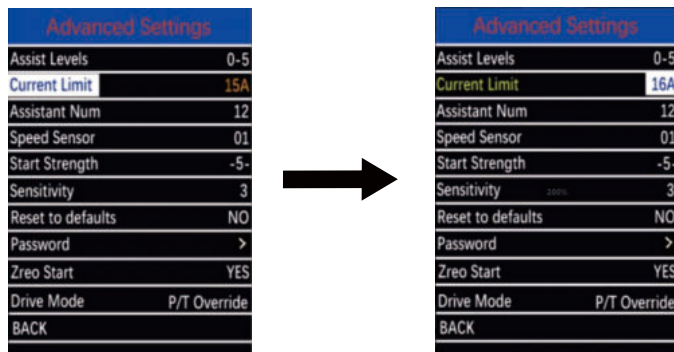 Advanced Settings
Assist Levels 0-5
Current Limit 15A
Assistant Num 12
Speed Sensor 01
Start Strength -5-
Sensitivity 3
Reset to defaults NO
Password >
Zreo Start YES
Drive Mode P/T Override
BACK
Advanced Settings
Assist Levels 0-5
Current Limit 16A
Assistant Num 12
Speed Sensor 01
Start Strength -5-
Sensitivity 200% 3
Reset to defaults NO
Password >
Zreo Start YES
Drive Mode P/T Override
BACK